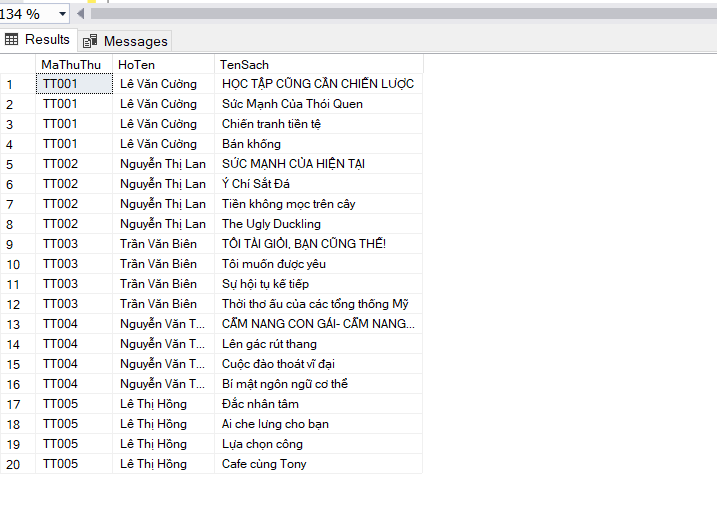 134 %
Results Messages
MaThuThu HoTen TenSach
1 TT001 Lê Văn Cường HỌC TẬP CŨNG CẦN CHIẾN LƯỢC
2 TT001 Lê Văn Cường Sức Mạnh Của Thói Quen
3 TT001 Lê Văn Cường Chiến tranh tiền tệ
4 TT001 Lê Văn Cường Bán khống
5 TT002 Nguyễn Thị Lan SỨC MẠNH CỦA HIỆN TẠI
6 TT002 Nguyễn Thị Lan Ý Chí Sắt Đá
7 TT002 Nguyễn Thị Lan Tiền không mọc trên cây
8 TT002 Nguyễn Thị Lan The Ugly Duckling
9 TT003 Trần Văn Biên TÔI TÀI GIỎI, BẠN CŨNG THẾ!
10 TT003 Trần Văn Biên Tôi muốn được yêu
11 TT003 Trần Văn Biên Sự hội tụ kế tiếp
12 TT003 Trần Văn Biên Thời thơ ấu của các tổng thống Mỹ
13 TT004 Nguyễn Văn T... CẨM NANG CON GÁI- CẨM NANG...
14 TT004 Nguyễn Văn T... Lên gác rút thang
15 TT004 Nguyễn Văn T... Cuộc đào thoát vĩ đại
16 TT004 Nguyễn Văn T... Bí mật ngôn ngữ cơ thể
17 TT005 Lê Thị Hồng Đắc nhân tâm
18 TT005 Lê Thị Hồng Ai che lưng cho bạn
19 TT005 Lê Thị Hồng Lựa chọn công
20 TT005 Lê Thị Hồng Cafe cùng Tony